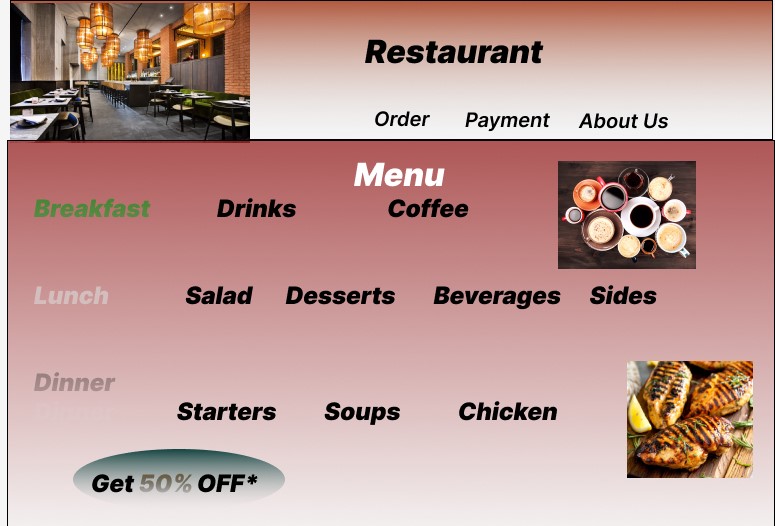 Restaurant
Order Payment About Us
Menu
Breakfast Drinks Coffee
Lunch Salad Desserts Beverages Sides
Dinner
Dinner
Starters Soups Chicken
Get 50% OFF*